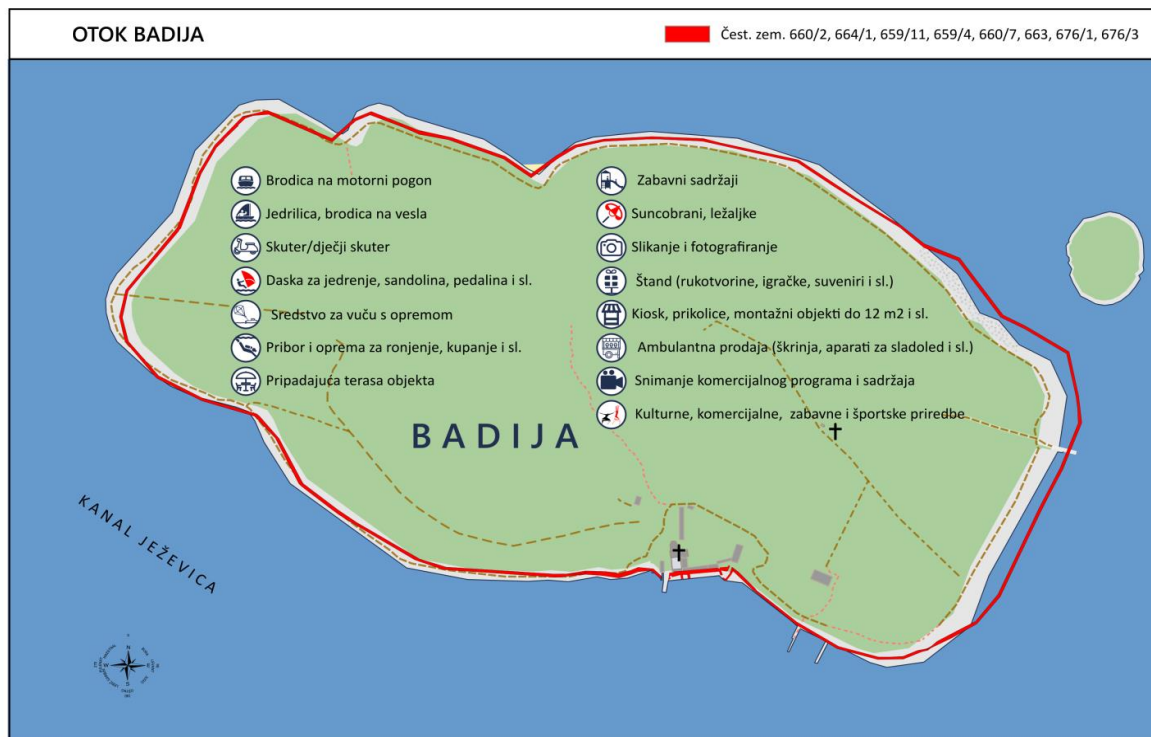 OTOK BADIJA
Čest. zem. 660/2, 664/1, 659/11, 659/4, 660/7, 663, 676/1, 676/3
Brodica na motorni pogon
Jedrilica, brodica na vesla
Skuter/dječji skuter
Daska za jedrenje, sandolina, pedalina i sl.
Sredstvo za vuču s opremom
Pribor i oprema za ronjenje, kupanje i sl.
Pripadajuća terasa objekta
Zabavni sadržaji
Suncobrani, ležaljke
Slikanje i fotografiranje
Štand (rukotvorine, igračke, suveniri i sl.)
Kiosk, prikolice, montažni objekti do 12 m2 i sl.
Ambulantna prodaja (škrinja, aparati za sladoled i sl.)
Snimanje komercijalnog programa i sadržaja
Kulturne, komercijalne, zabavne i športske priredbe
BADIJA
KANAL JEŽEVICA